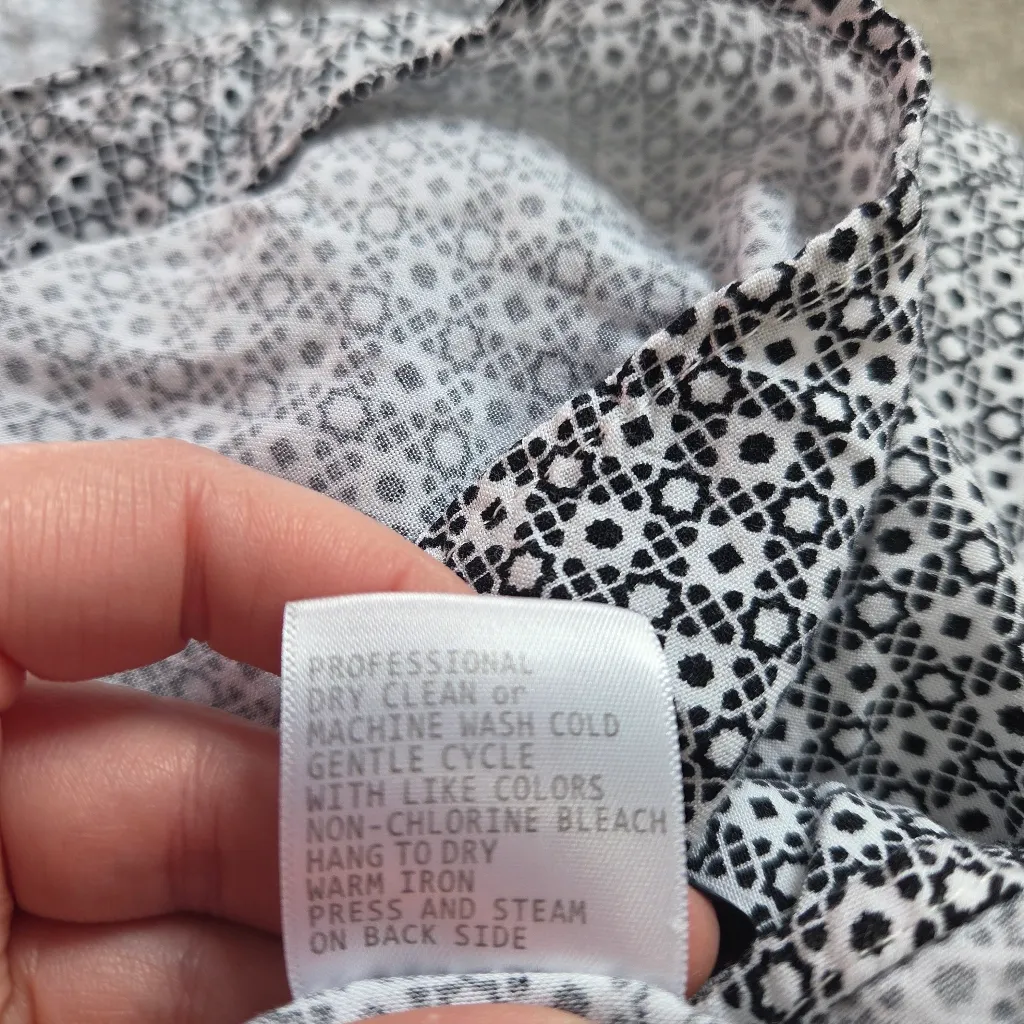 PROFESSIONAL
DRY CLEAN or
MACHINE WASH COLD
GENTLE CYCLE
WITH LIKE COLORS
NON-CHLORINE BLEACH
HANG TO DRY
WARM IRON
PRESS AND STEAM
ON BACK SIDE